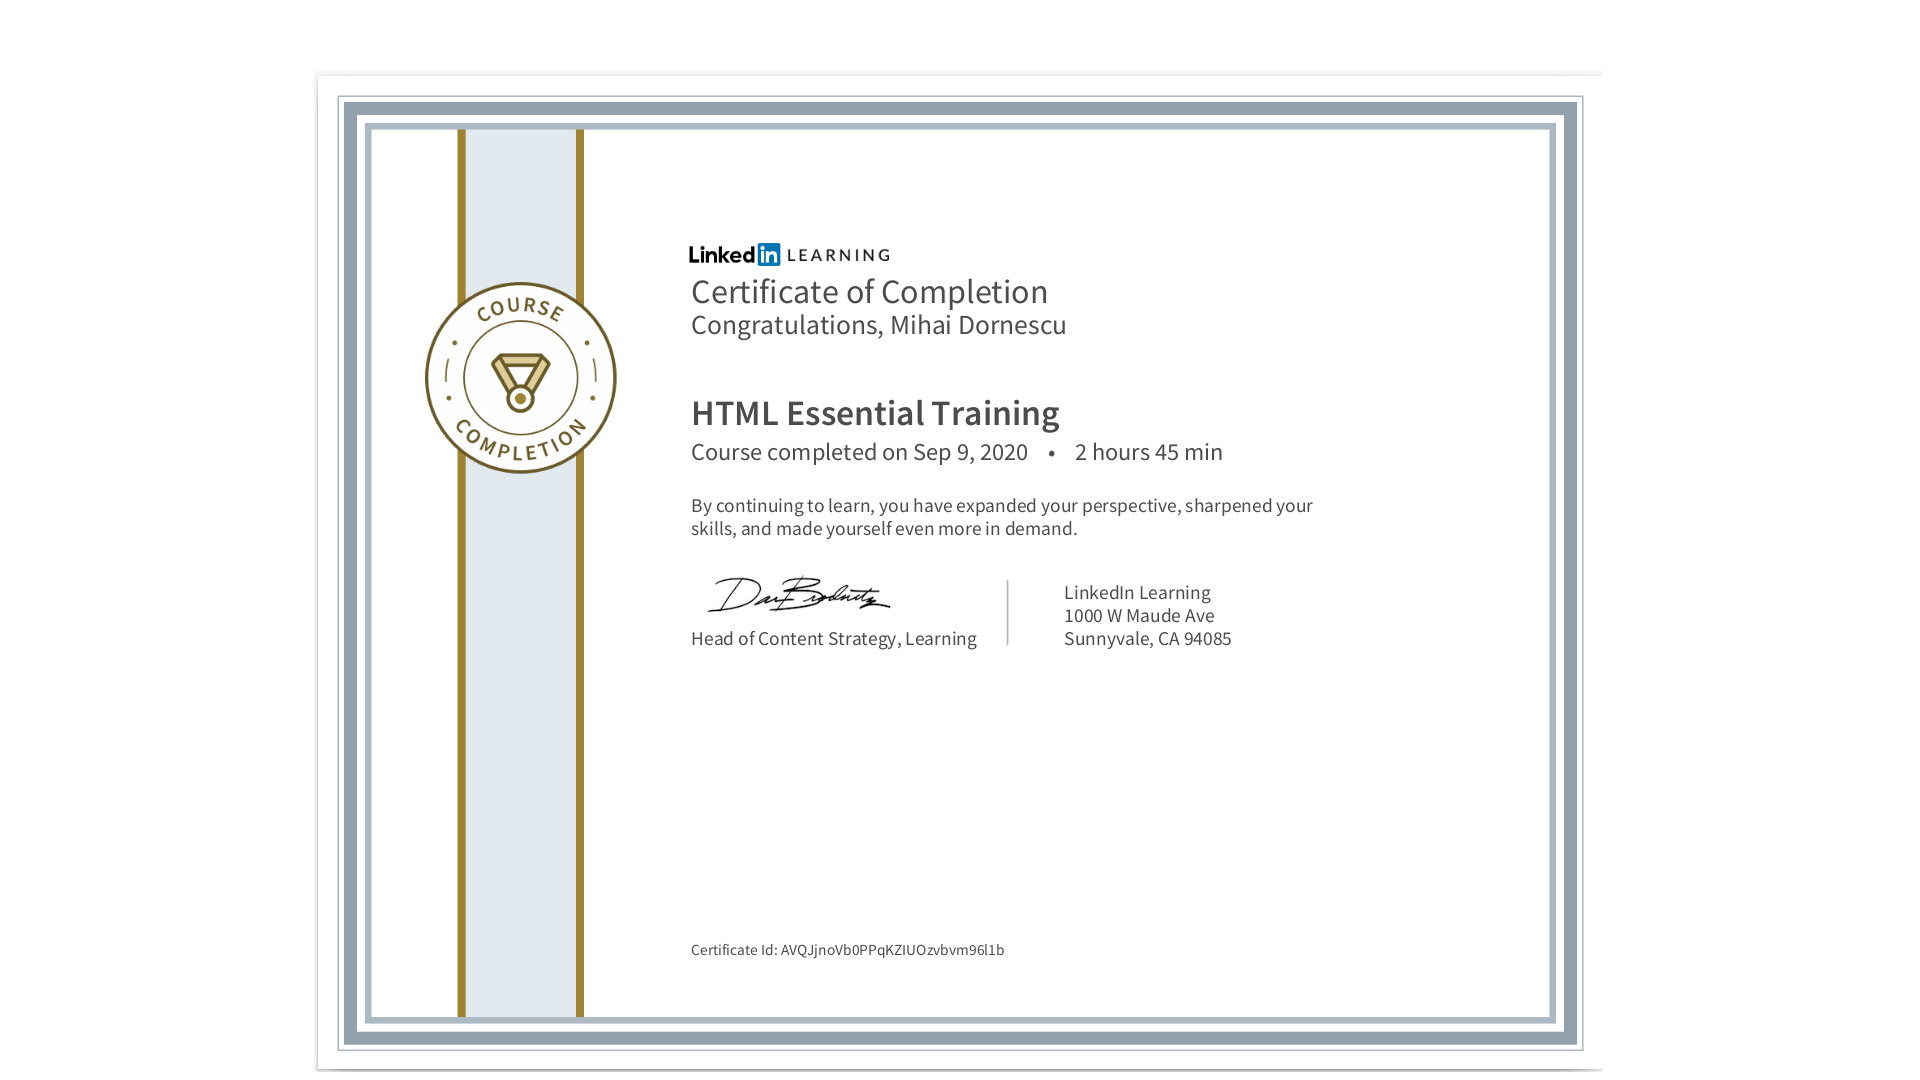 COURSE
COMPLETION
Linked in LEARNING
Certificate of Completion
Congratulations, Mihai Dornescu
HTML Essential Training
Course completed on Sep 9, 2020 • 2 hours 45 min
By continuing to learn, you have expanded your perspective, sharpened your
skills, and made yourself even more in demand.
Head of Content Strategy, Learning
LinkedIn Learning
1000 W Maude Ave
Sunnyvale, CA 94085
Certificate Id: AVQJjnoVb0PPqKZIUOzvbvm96l1b